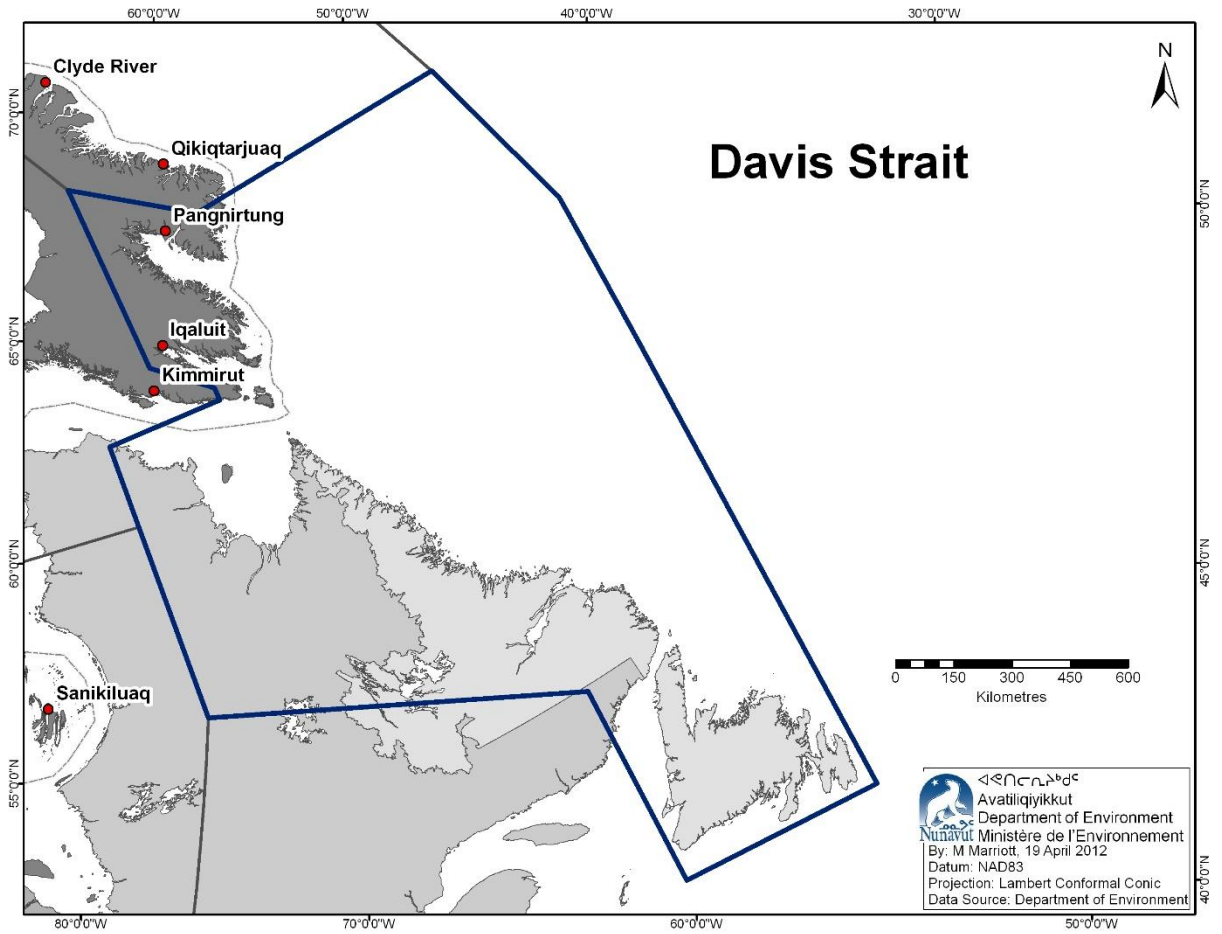 60°0'0"W 50°0'0"W 40°0'0"W 30°0'0"W
N
Clyde River
70°0'0"N
Davis Strait
Qikiqtarjuaq
50°0'0"N
Pangnirtung
Iqaluit
65°0'0"N
Kimmirut
60°0'0"N
45°0'0"N
0 150 300 450 600
Kilometres
Sanikiluaq
55°0'0"N
ᐊᕙᑎᓕᕆᔨᒃᑯᑦ
Avatiliqiyikkut
Department of Environment
ᓄᓇᕗᑦ
Nunavut
Ministère de l'Environnement
By: M Marriott, 19 April 2012
Datum: NAD83
Projection: Lambert Conformal Conic
Data Source: Department of Environment
40°0'0"N
80°0'0"W 70°0'0"W 60°0'0"W 50°0'0"W